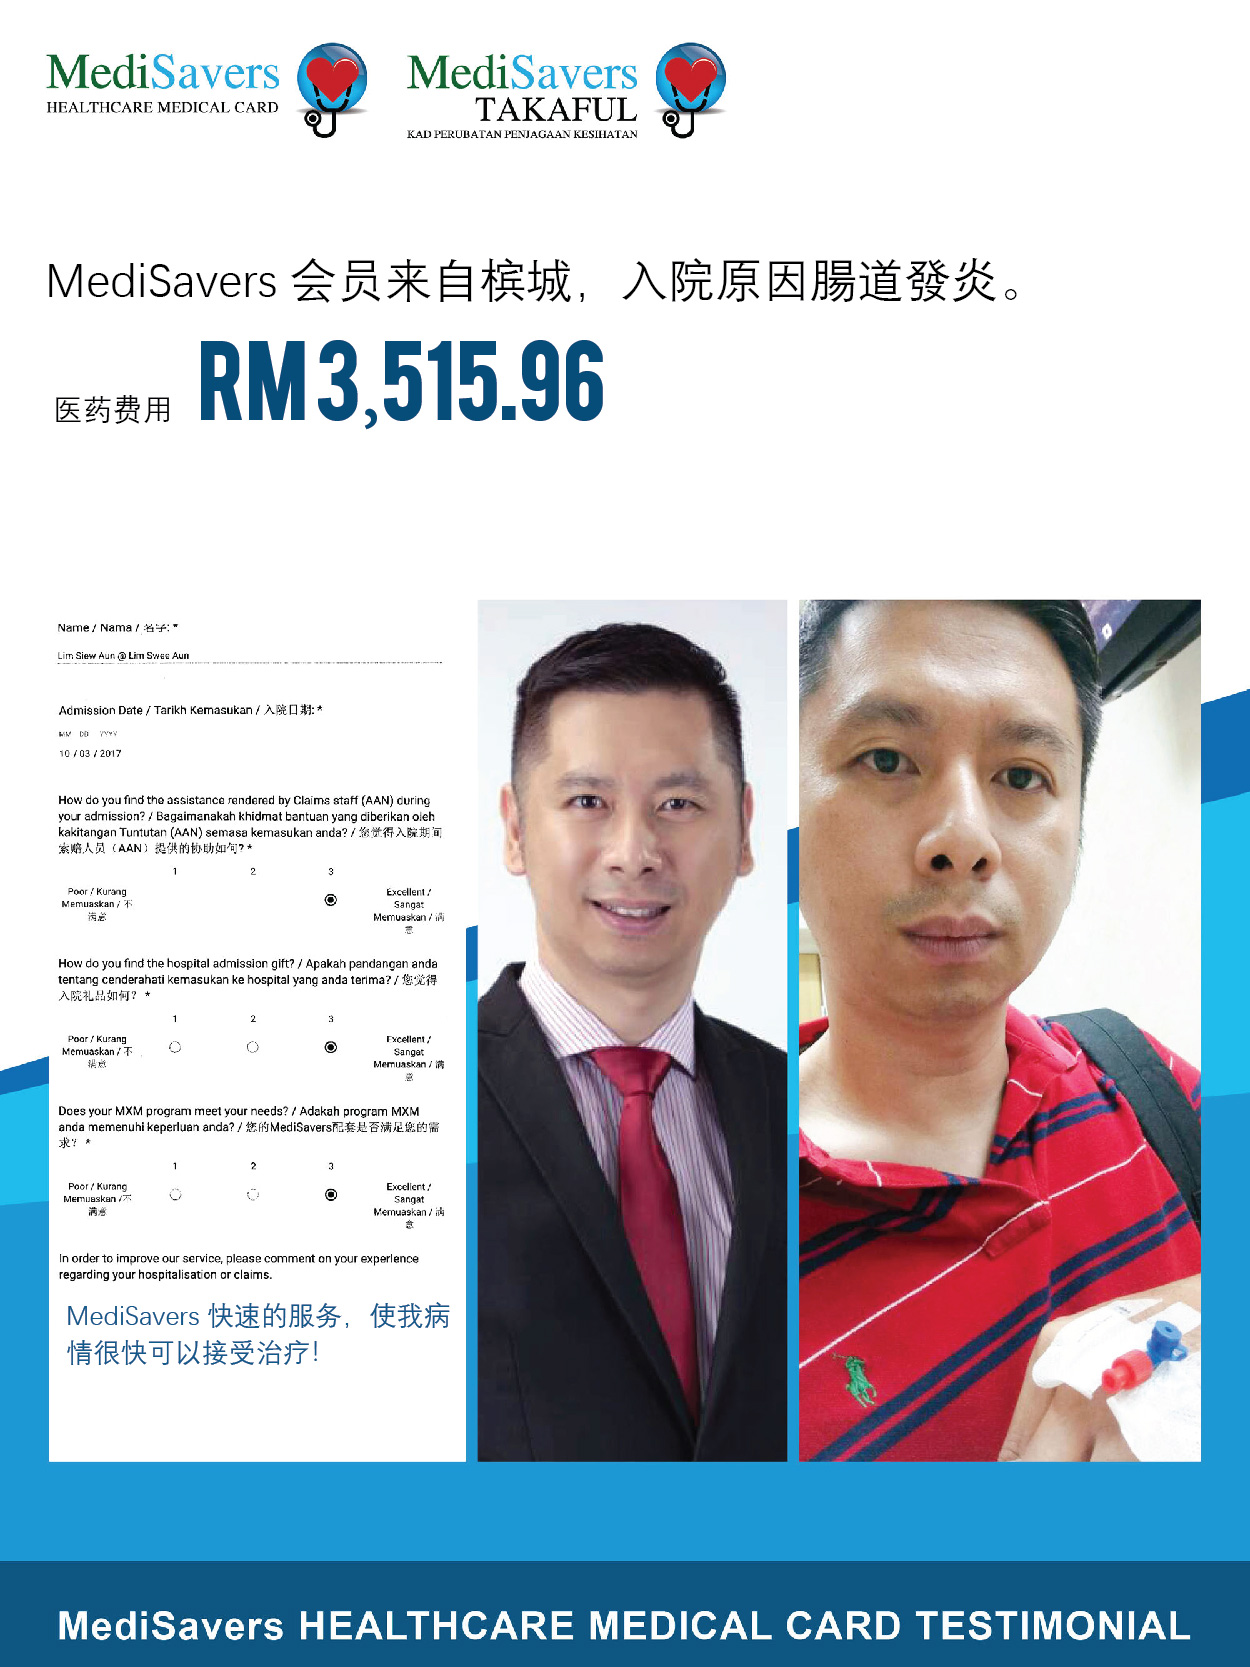 MediSavers
HEALTHCARE MEDICAL CARD
MediSavers
TAKAFUL
KAD PERUBATAN PENJAGAAN KESIHATAN
MediSavers 会员来自槟城，入院原因腸道發炎。
医药费用 RM3,515.96
Name / Nama / 名字: *
Lim Siew Aun @ Lim Swee Aun
Admission Date / Tarikh Kemasukan / 入院日期: *
MM DD YYYY
10 / 03 / 2017
How do you find the assistance rendered by Claims staff (AAN) during
your admission? / Bagaimanakah khidmat bantuan yang diberikan oleh
kakitangan Tuntutan (AAN) semasa kemasukan anda? / 您觉得入院期间
索赔人员（AAN）提供的协助如何? *
1 2 3
Poor / Kurang
Memuaskan / 不
满意
Excellent /
Sangat
Memuaskan / 满
意
How do you find the hospital admission gift? / Apakah pandangan anda
tentang cenderahati kemasukan ke hospital yang anda terima? / 您觉得
入院礼品如何? *
1 2 3
Poor / Kurang
Memuaskan / 不
满意
Excellent /
Sangat
Memuaskan / 满
意
Does your MXM program meet your needs? / Adakah program MXM
anda memenuhi keperluan anda? / 您的MediSavers配套是否满足您的需
求? *
1 2 3
Poor / Kurang
Memuaskan /不
满意
Excellent /
Sangat
Memuaskan / 满
意
In order to improve our service, please comment on your experience
regarding your hospitalisation or claims.
MediSavers 快速的服务，使我病
情很快可以接受治疗!
MediSavers HEALTHCARE MEDICAL CARD TESTIMONIAL